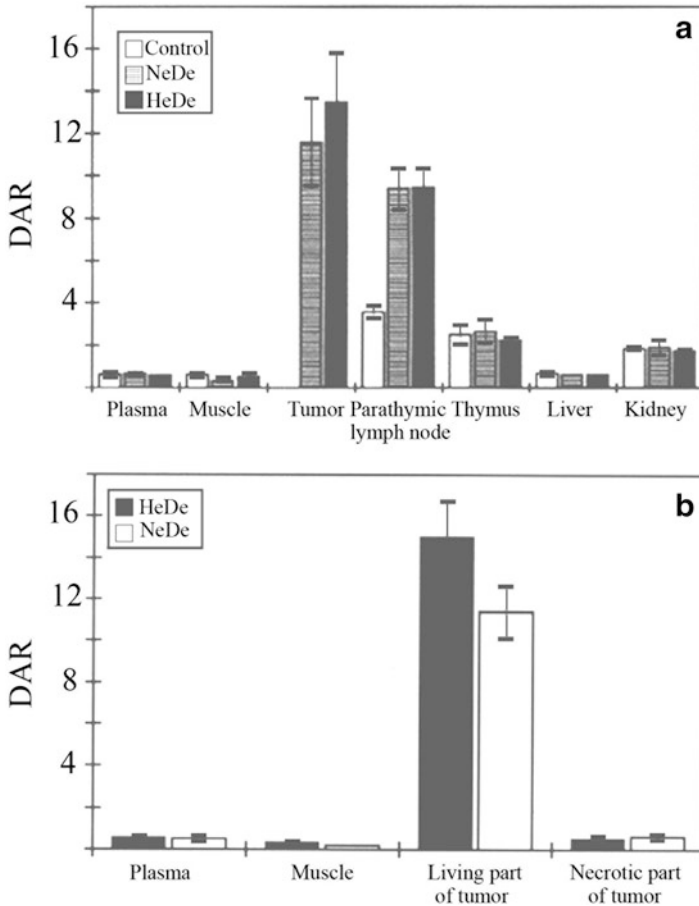 a
16
12
8
4
DAR
Control
NeDe
HeDe
Plasma Muscle Tumor Parathymic Thymus Liver Kidney
lymph node
b
16
12
8
4
DAR
HeDe
NeDe
Plasma Muscle Living part Necrotic part
of tumor of tumor